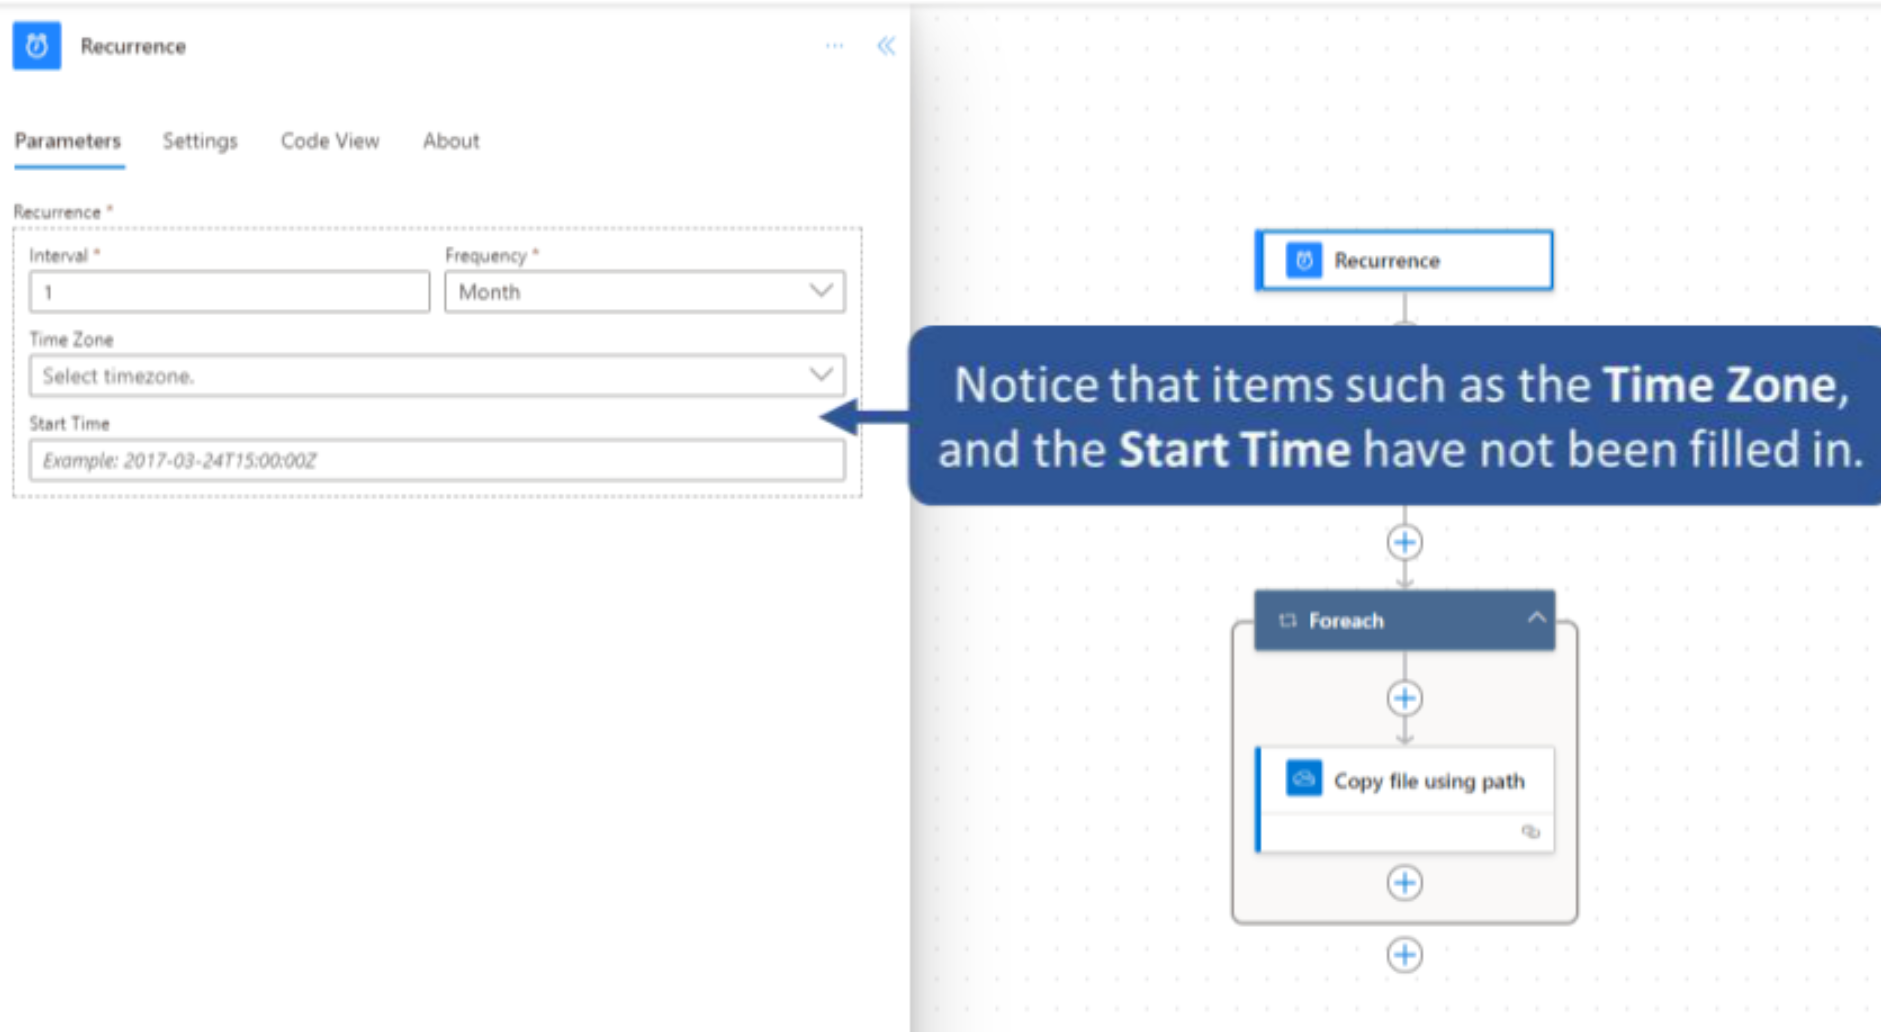 Recurrence
Parameters Settings Code View About
Recurrence *
Interval * Frequency *
1 Month
Time Zone
Select timezone.
Start Time
Example: 2017-03-24T15:00:00Z
Recurrence
Notice that items such as the Time Zone,
and the Start Time have not been filled in.
Foreach
Copy file using path